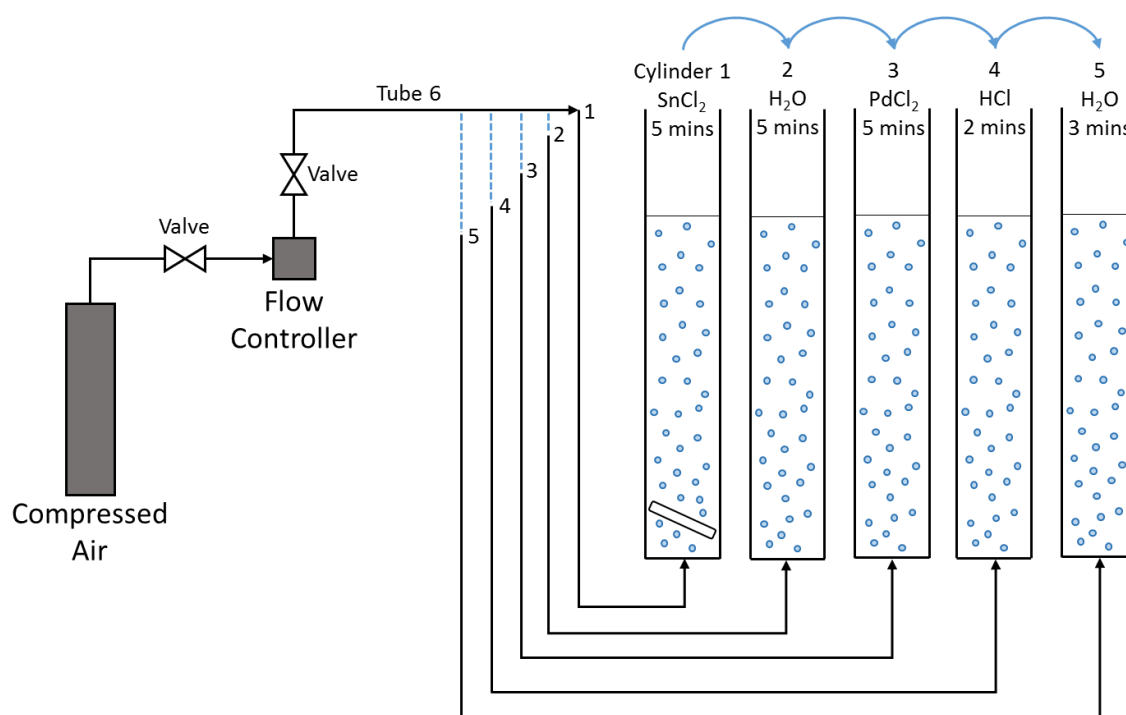 Cylinder 1
SnCl₂
5 mins
2
H₂O
5 mins
3
PdCl₂
5 mins
4
HCl
2 mins
5
H₂O
3 mins
Tube 6
1
2
3
4
5
Valve
Valve
Flow
Controller
Compressed
Air